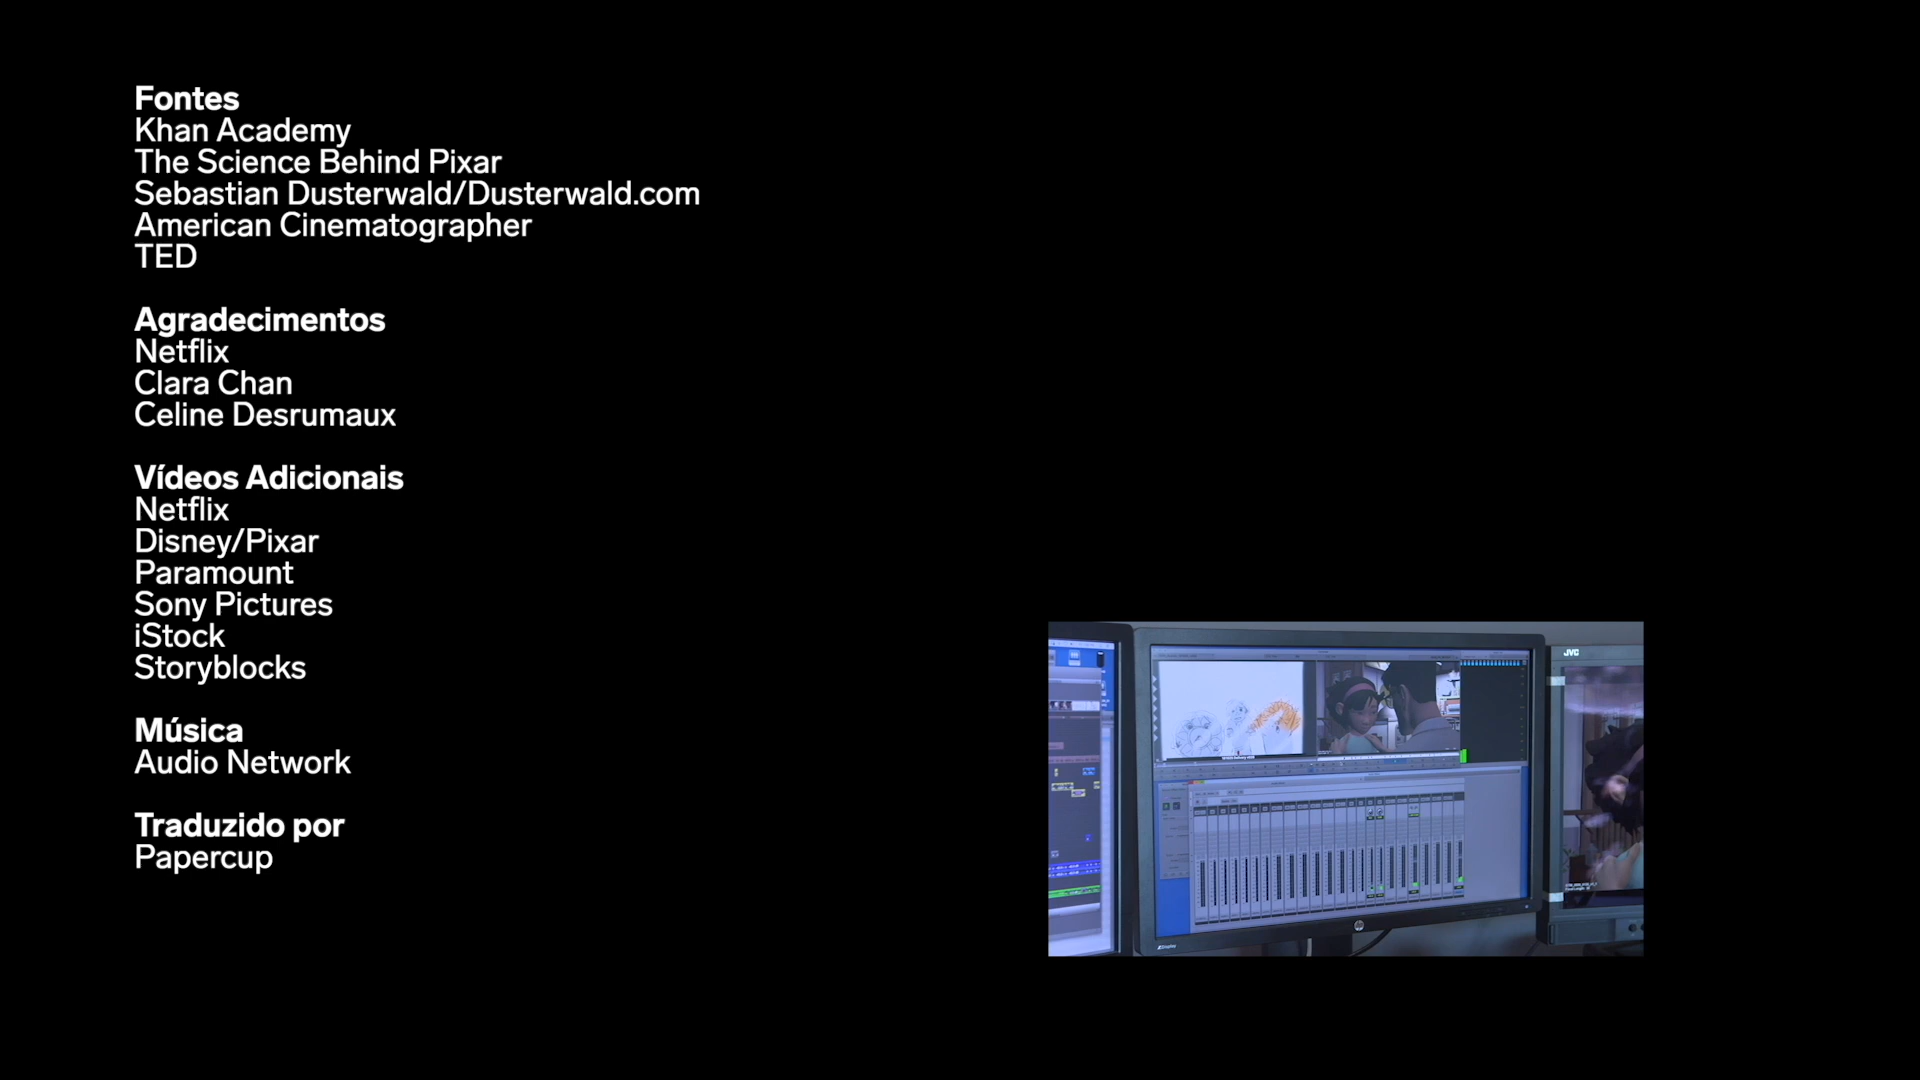 Fontes
Khan Academy
The Science Behind Pixar
Sebastian Dusterwald/Dusterwald.com
American Cinematographer
TED
Agradecimentos
Netflix
Clara Chan
Celine Desrumaux
Vídeos Adicionais
Netflix
Disney/Pixar
Paramount
Sony Pictures
iStock
Storyblocks
Música
Audio Network
Traduzido por
Papercup
JVC